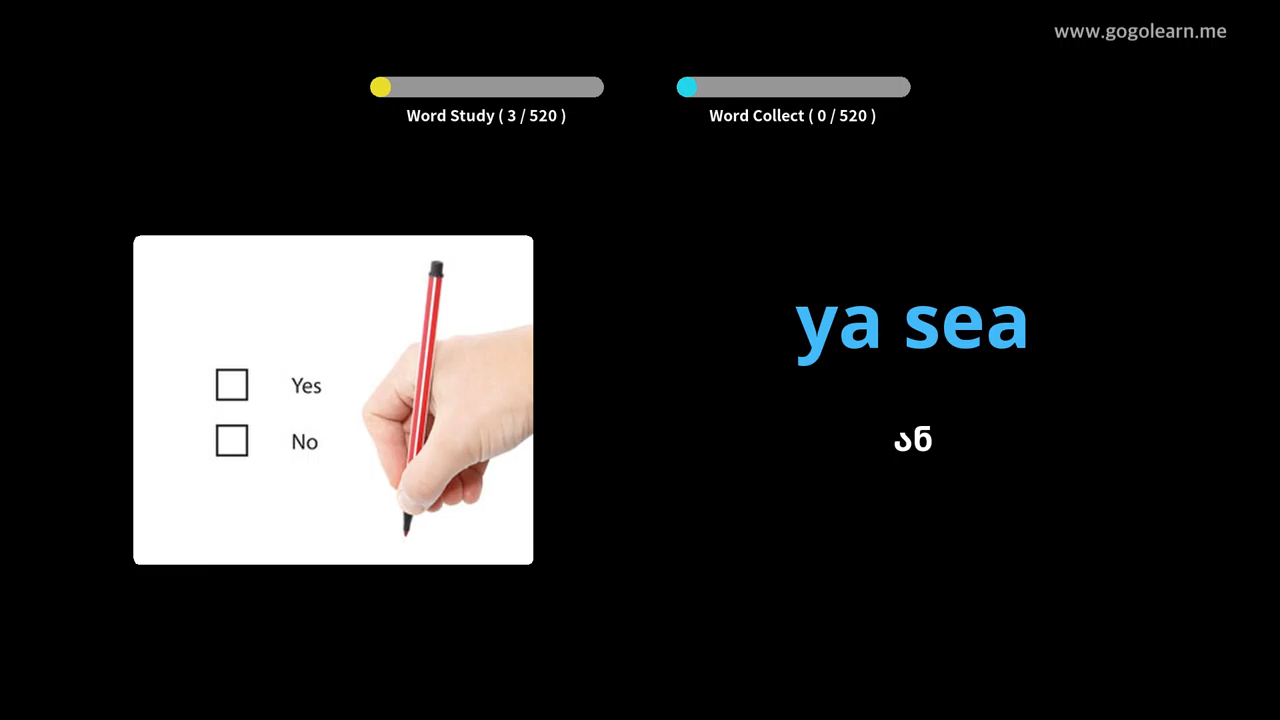 www.gogolearn.me
Word Study ( 3 / 520 )
Word Collect ( 0 / 520 )
Yes
No
ya sea
ან